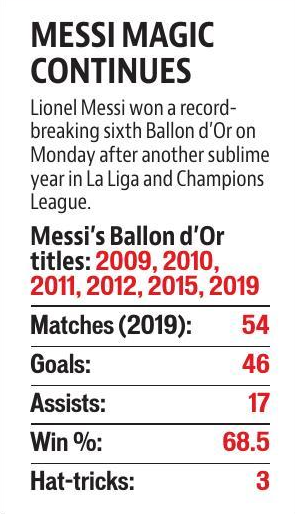 MESSI MAGIC
CONTINUES
Lionel Messi won a record-
breaking sixth Ballon d’Or on
Monday after another sublime
year in La Liga and Champions
League.
Messi’s Ballon d’Or
titles: 2009, 2010,
2011, 2012, 2015, 2019
Matches (2019): 54
Goals: 46
Assists: 17
Win %: 68.5
Hat-tricks: 3